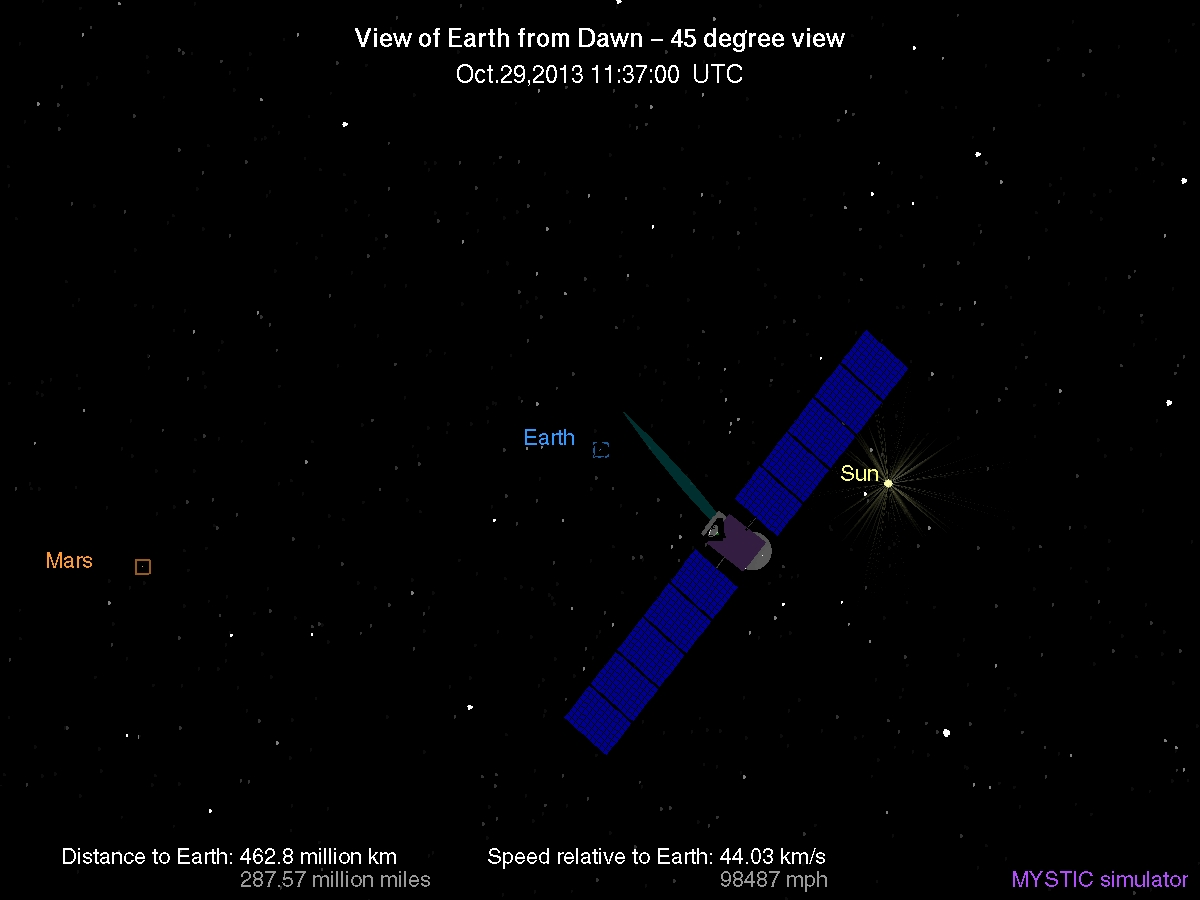 View of Earth from Dawn – 45 degree view
Oct.29,2013 11:37:00 UTC
Earth
Sun
Mars
Distance to Earth: 462.8 million km
287.57 million miles
Speed relative to Earth: 44.03 km/s
98487 mph
MYSTIC simulator